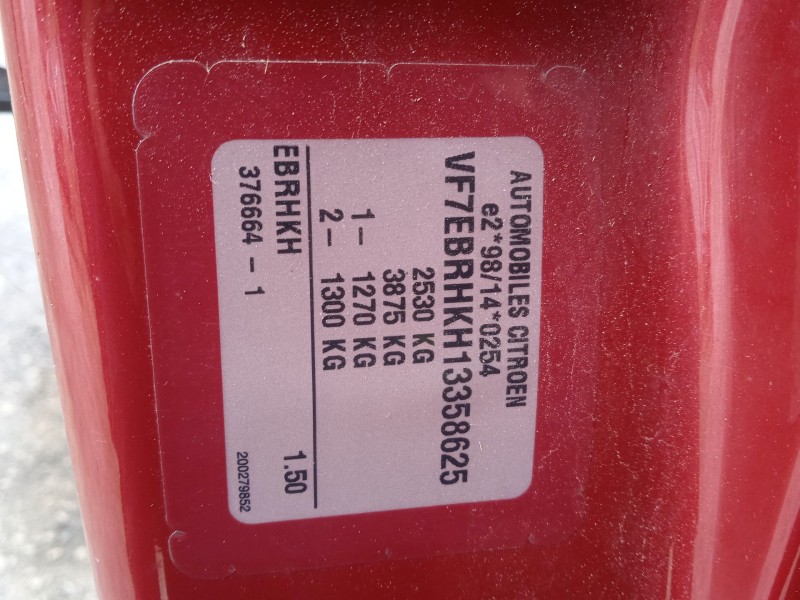 AUTOMOBILES CITROEN
e2*98/14*0254
VF7EBRHKH13358625
2530 KG
3875 KG
1- 1270 KG
2- 1300 KG
EBRHKH 1.50
376664-1 200279852